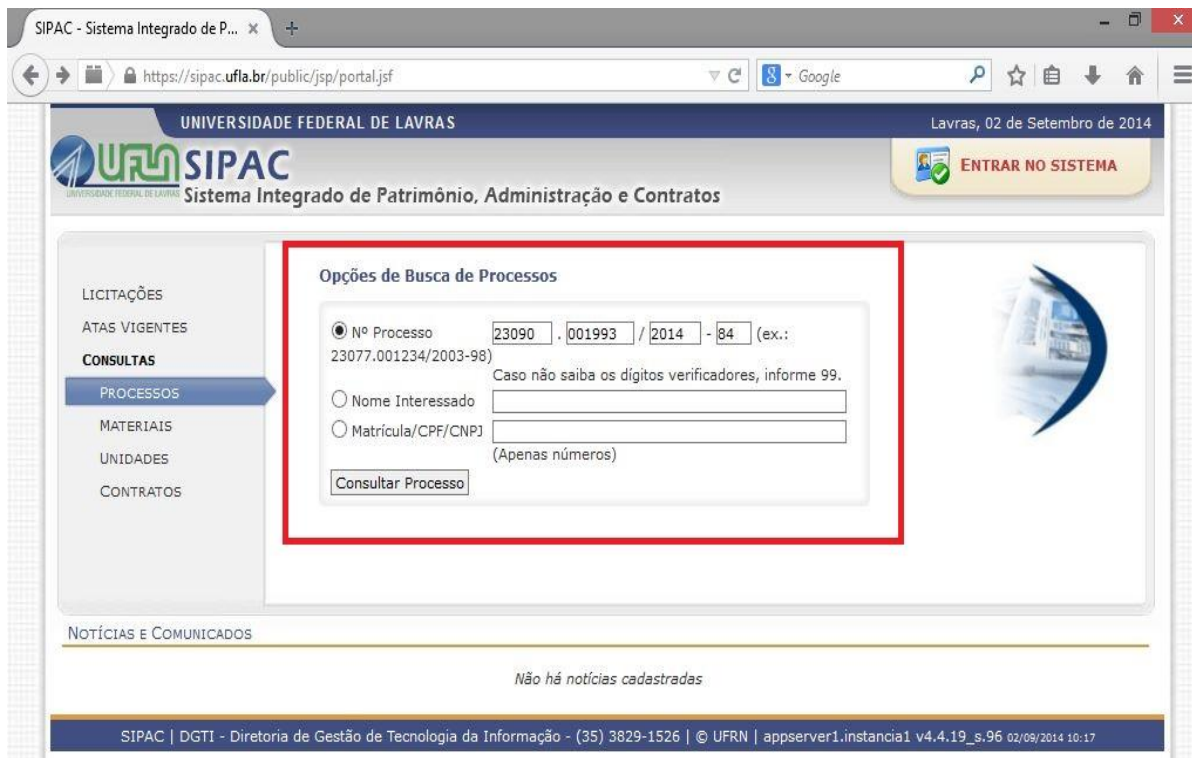 SIPAC - Sistema Integrado de P... × +
https://sipac.ufla.br/public/jsp/portal.jsf
Google
UNIVERSIDADE FEDERAL DE LAVRAS
Lavras, 02 de Setembro de 2014
UFLA SIPAC
UNIVERSIDADE FEDERAL DE LAVRAS
Sistema Integrado de Patrimônio, Administração e Contratos
ENTRAR NO SISTEMA
LICITAÇÕES
ATAS VIGENTES
CONSULTAS
PROCESSOS
MATERIAIS
UNIDADES
CONTRATOS
Opções de Busca de Processos
Nº Processo 23090 . 001993 / 2014 - 84 (ex.:
23077.001234/2003-98)
Caso não saiba os dígitos verificadores, informe 99.
Nome Interessado
Matrícula/CPF/CNPJ
(Apenas números)
Consultar Processo
NOTÍCIAS E COMUNICADOS
Não há notícias cadastradas
SIPAC | DGTI - Diretoria de Gestão de Tecnologia da Informação - (35) 3829-1526 | © UFRN | appserver1.instancia1 v4.4.19_s.96 02/09/2014 10:17